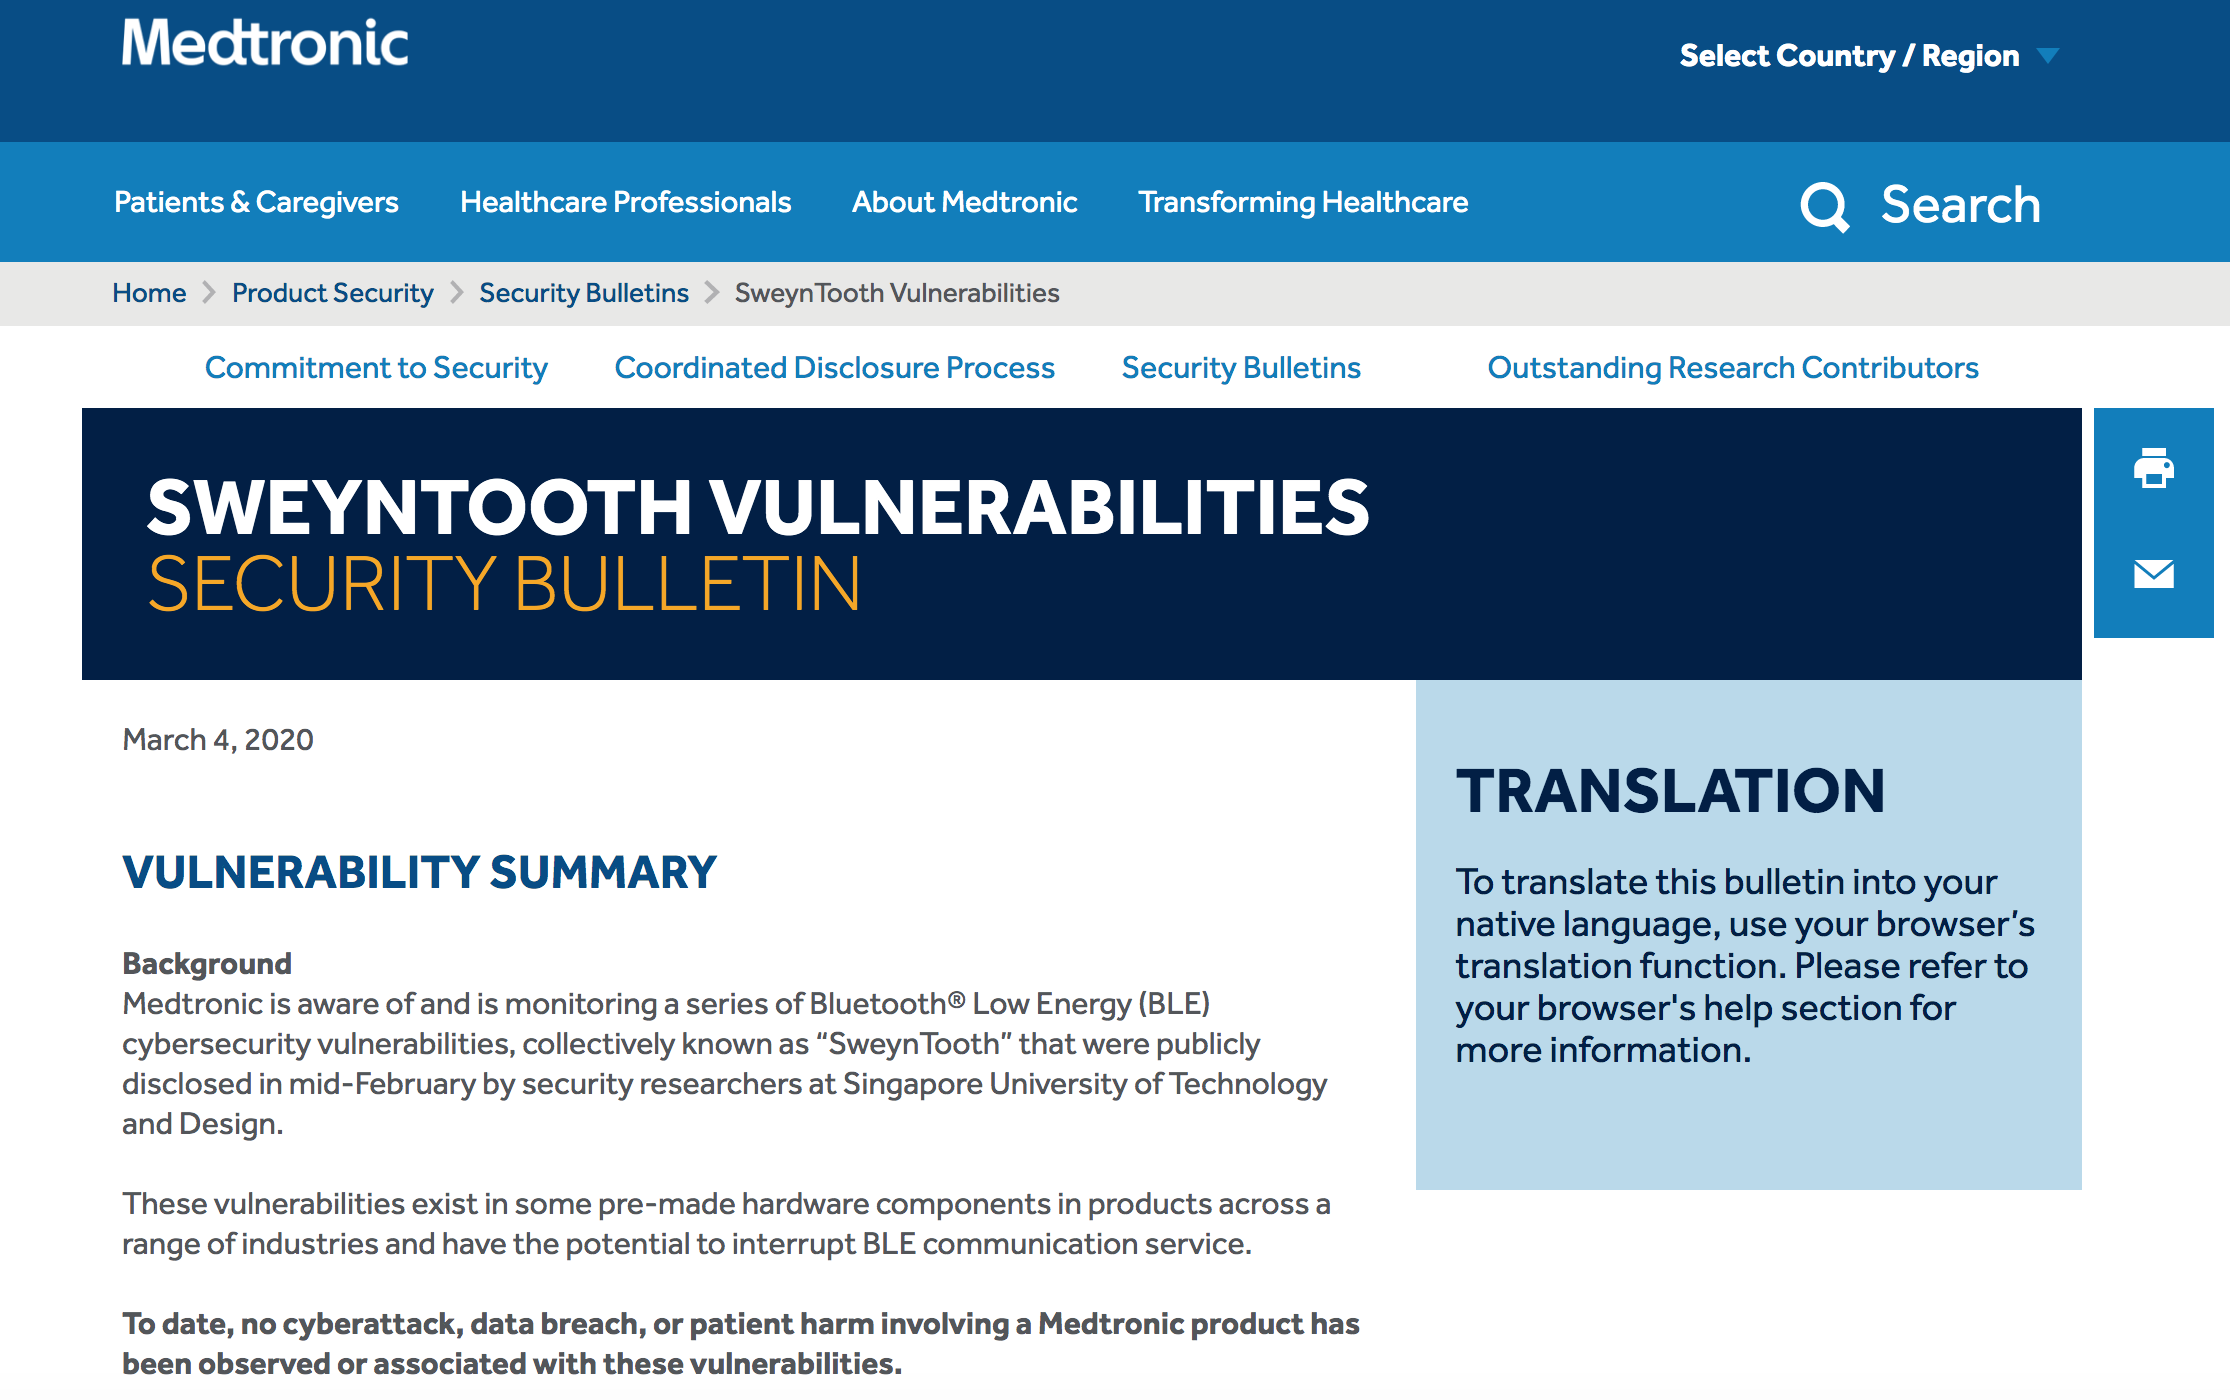 Medtronic
Select Country / Region
Patients & Caregivers
Healthcare Professionals
About Medtronic
Transforming Healthcare
Search
Home
Product Security
Security Bulletins
SweynTooth Vulnerabilities
Commitment to Security
Coordinated Disclosure Process
Security Bulletins
Outstanding Research Contributors
SWEYNTOOTH VULNERABILITIES
SECURITY BULLETIN
March 4, 2020
VULNERABILITY SUMMARY
Background
Medtronic is aware of and is monitoring a series of Bluetooth® Low Energy (BLE)
cybersecurity vulnerabilities, collectively known as “SweynTooth” that were publicly
disclosed in mid-February by security researchers at Singapore University of Technology
and Design.
These vulnerabilities exist in some pre-made hardware components in products across a
range of industries and have the potential to interrupt BLE communication service.
To date, no cyberattack, data breach, or patient harm involving a Medtronic product has
been observed or associated with these vulnerabilities.
TRANSLATION
To translate this bulletin into your
native language, use your browser’s
translation function. Please refer to
your browser's help section for
more information.